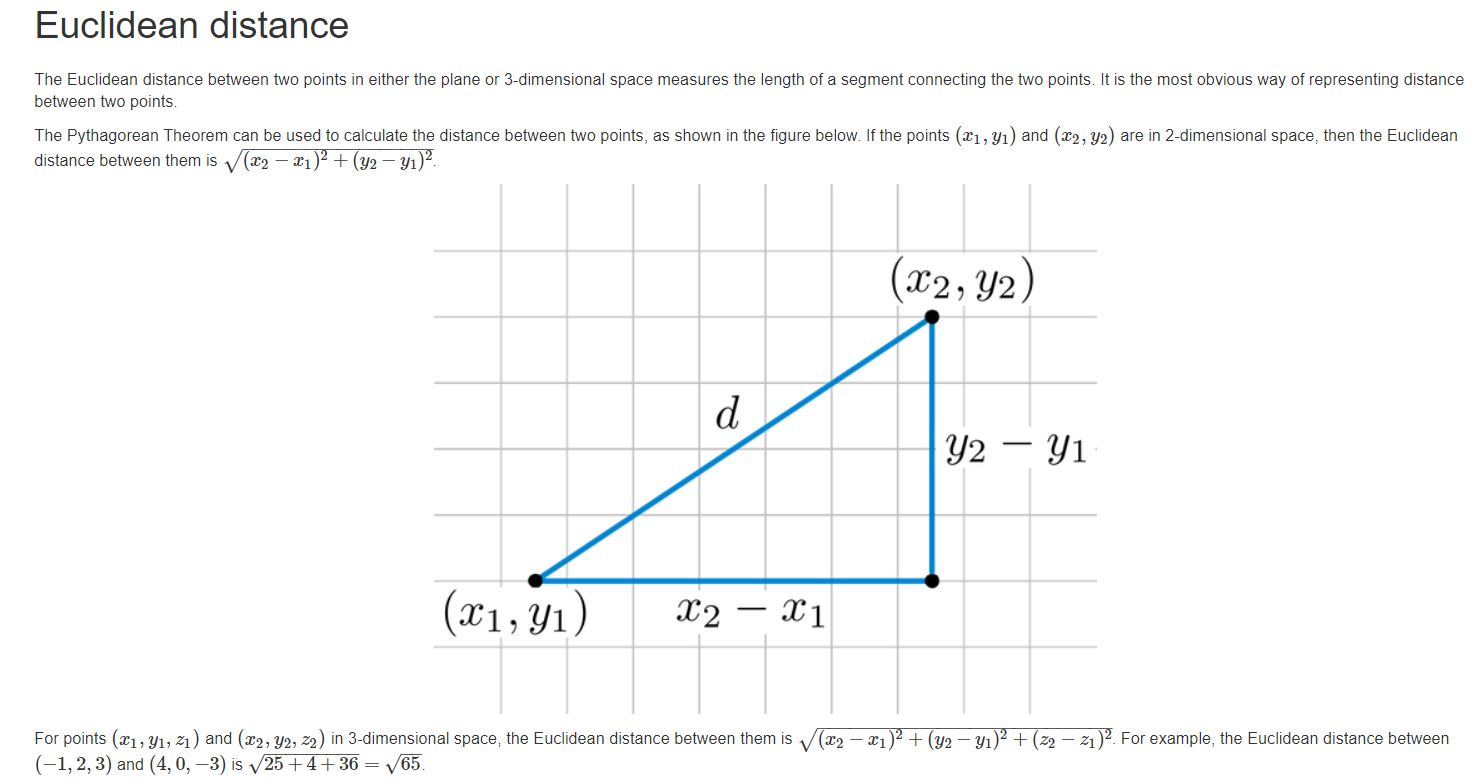 Euclidean distance
The Euclidean distance between two points in either the plane or 3-dimensional space measures the length of a segment connecting the two points. It is the most obvious way of representing distance
between two points.
The Pythagorean Theorem can be used to calculate the distance between two points, as shown in the figure below. If the points (x₁, y₁) and (x₂, y₂) are in 2-dimensional space, then the Euclidean
distance between them is √((x₂ − x₁)² + (y₂ − y₁)²).
(x₂, y₂)
d
y₂ − y₁
(x₁, y₁)
x₂ − x₁
For points (x₁, y₁, z₁) and (x₂, y₂, z₂) in 3-dimensional space, the Euclidean distance between them is √((x₂ − x₁)² + (y₂ − y₁)² + (z₂ − z₁)²). For example, the Euclidean distance between
(−1, 2, 3) and (4, 0, −3) is √(25 + 4 + 36) = √65.